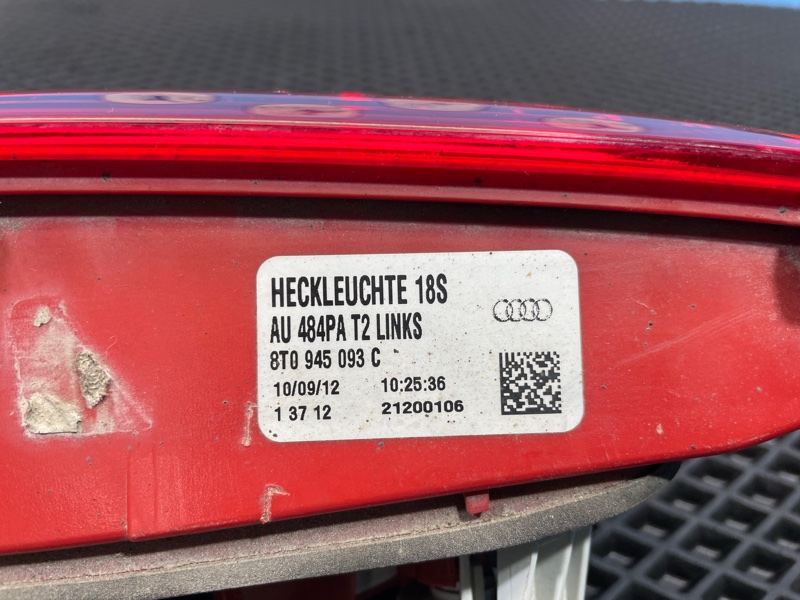 HECKLEUCHTE 18S
AU 484PA T2 LINKS
8T0 945 093 C
10/09/12 10:25:36
1 37 12 21200106